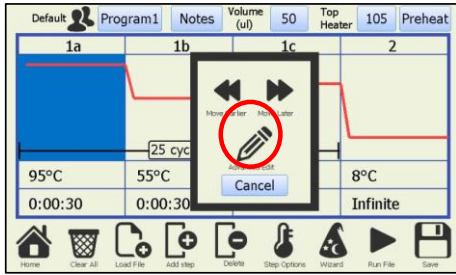 Default Program1 Notes Volume (ul) 50 Top Heater 105 Preheat
1a 1b 1c 2
Move Earlier Move Later
25 cyc
Advanced Edit
Cancel
95°C 55°C 8°C
0:00:30 0:00:30 Infinite
Home Clear All Load File Add step Delete Step Options Wizard Run File Save